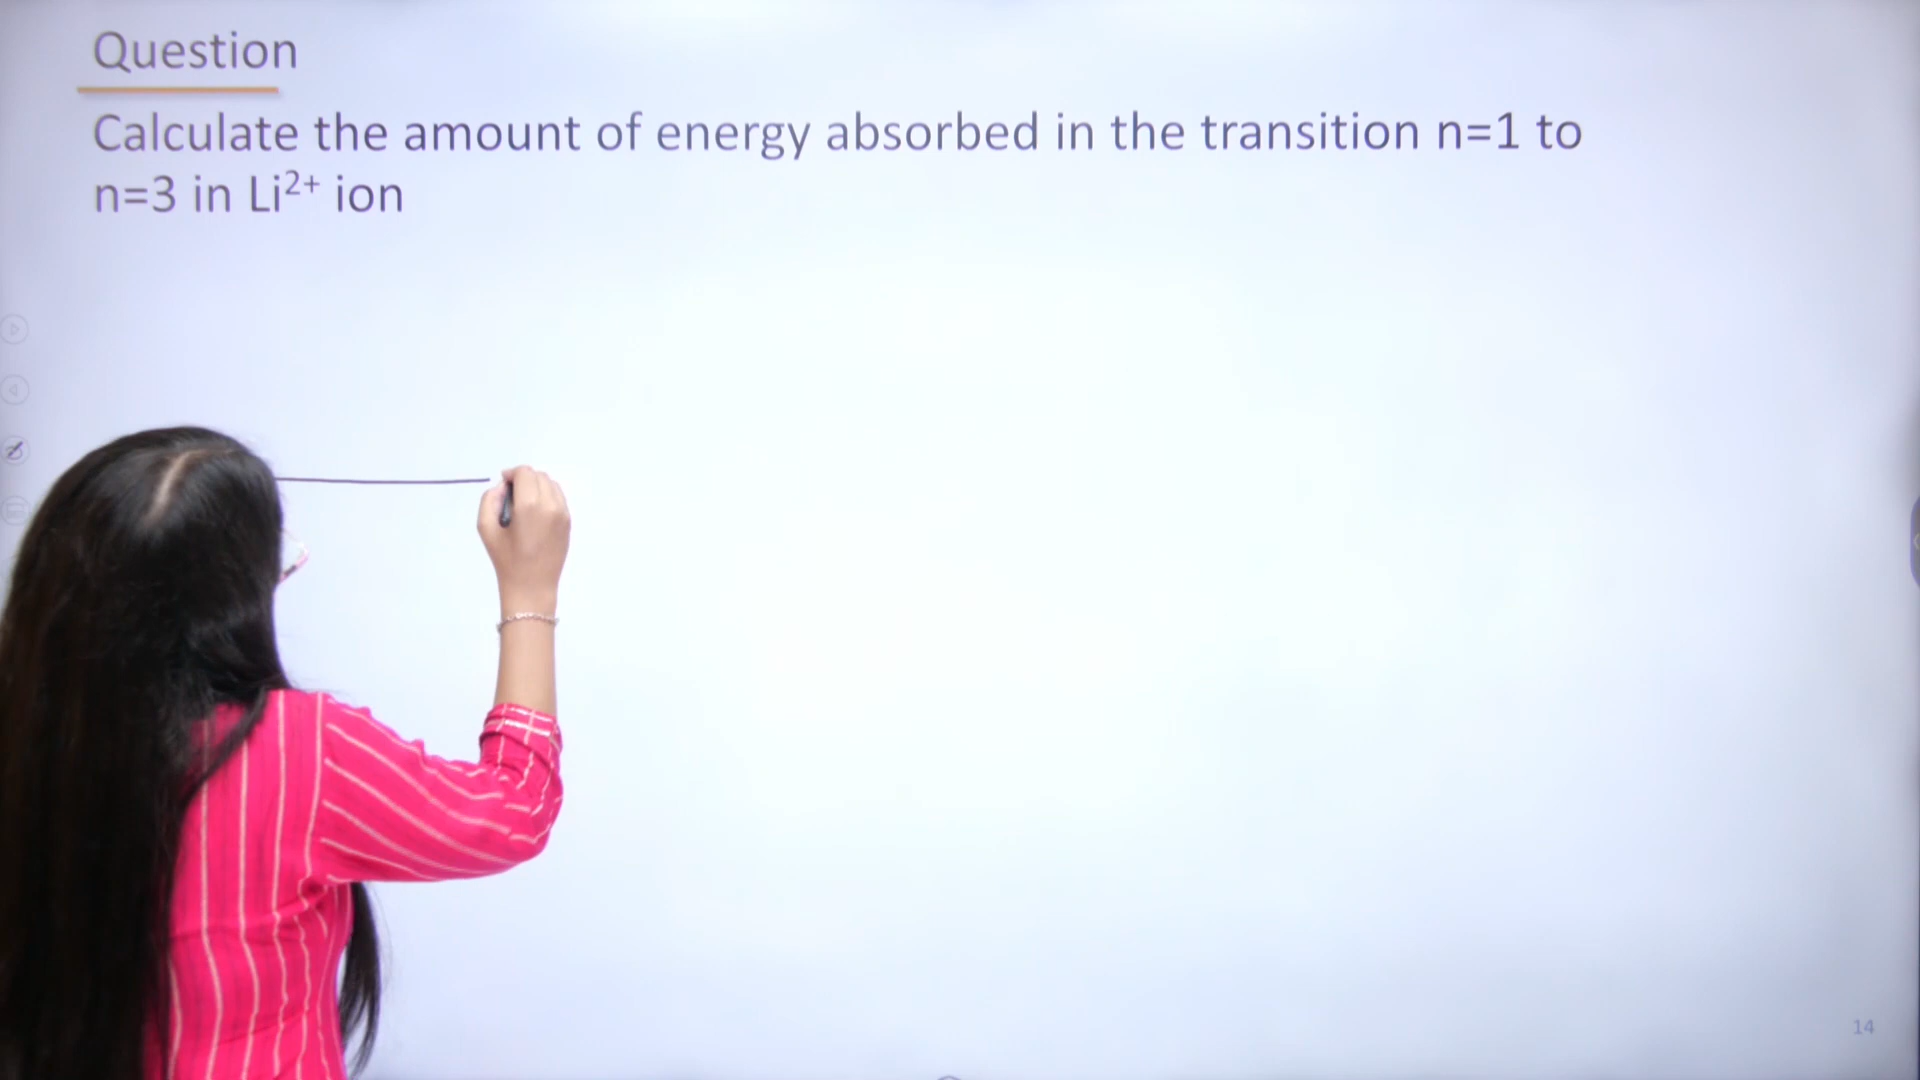 Question
Calculate the amount of energy absorbed in the transition n=1 to
n=3 in Li²⁺ ion
14